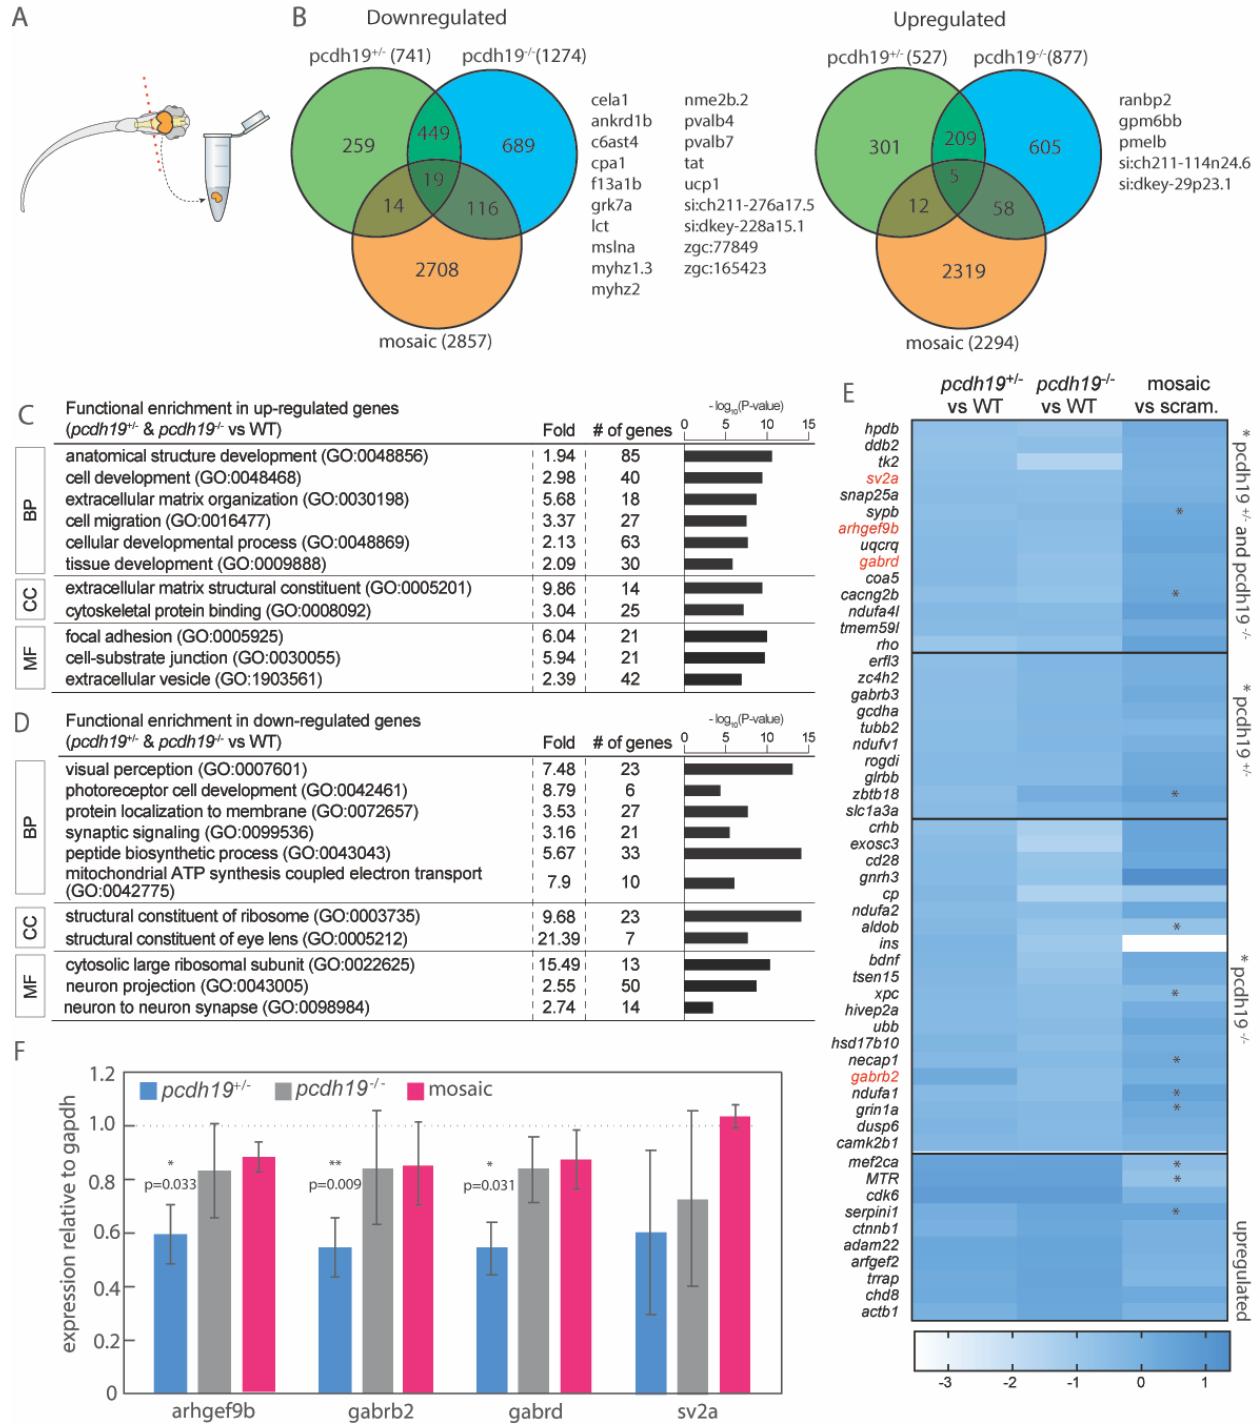 A
B
Downregulated
pcdh19+/- (741)
pcdh19-/- (1274)
259
449
689
19
14
116
2708
mosaic (2857)
cela1
ankrd1b
c6ast4
cpa1
f13a1b
grk7a
lct
mslna
myhz1.3
myhz2
nme2b.2
pvalb4
pvalb7
tat
ucp1
si:ch211-276a17.5
si:dkey-228a15.1
zgc:77849
zgc:165423
Upregulated
pcdh19+/- (527)
pcdh19-/- (877)
301
209
605
5
12
58
2319
mosaic (2294)
ranbp2
gpm6bb
pmelb
si:ch211-114n24.6
si:dkey-29p23.1
C
Functional enrichment in up-regulated genes
(pcdh19+/- & pcdh19-/- vs WT)
Fold
# of genes
- log10(P-value)
0 5 10 15
BP
anatomical structure development (GO:0048856) 1.94 85
cell development (GO:0048468) 2.98 40
extracellular matrix organization (GO:0030198) 5.68 18
cell migration (GO:0016477) 3.37 27
cellular developmental process (GO:0048869) 2.13 63
tissue development (GO:0009888) 2.09 30
CC
extracellular matrix structural constituent (GO:0005201) 9.86 14
cytoskeletal protein binding (GO:0008092) 3.04 25
MF
focal adhesion (GO:0005925) 6.04 21
cell-substrate junction (GO:0030055) 5.94 21
extracellular vesicle (GO:1903561) 2.39 42
D
Functional enrichment in down-regulated genes
(pcdh19+/- & pcdh19-/- vs WT)
Fold
# of genes
- log10(P-value)
0 5 10 15
BP
visual perception (GO:0007601) 7.48 23
photoreceptor cell development (GO:0042461) 8.79 6
protein localization to membrane (GO:0072657) 3.53 27
synaptic signaling (GO:0099536) 3.16 21
peptide biosynthetic process (GO:0043043) 5.67 33
mitochondrial ATP synthesis coupled electron transport
(GO:0042775) 7.9 10
CC
structural constituent of ribosome (GO:0003735) 9.68 23
structural constituent of eye lens (GO:0005212) 21.39 7
MF
cytosolic large ribosomal subunit (GO:0022625) 15.49 13
neuron projection (GO:0043005) 2.55 50
neuron to neuron synapse (GO:0098984) 2.74 14
E
pcdh19+/-
vs WT
pcdh19-/-
vs WT
mosaic
vs scram.
hpdb
ddb2
tk2
sv2a
snap25a
sypb *
arhgef9b
uqcrq
gabrd
coa5
cacng2b *
ndufa4l
tmem59l
rho
* pcdh19 +/- and pcdh19 -/-
erfl3
zc4h2
gabrb3
gcdha
tubb2
ndufv1
rogdi
glrbb
zbtb18 *
slc1a3a
* pcdh19 +/-
crhb
exosc3
cd28
gnrh3
cp
ndufa2
aldob *
ins
bdnf
tsen15
xpc *
hivep2a
ubb
hsd17b10
necap1 *
gabrb2
ndufa1 *
grin1a *
dusp6
camk2b1
* pcdh19 -/-
mef2ca *
MTR *
cdk6
serpini1 *
ctnnb1
adam22
arfgef2
trrap
chd8
actb1
upregulated
-3 -2 -1 0 1
F
expression relative to gapdh
1.2
1.0
0.8
0.6
0.4
0.2
0
pcdh19+/-
pcdh19-/-
mosaic
*
p=0.033
**
p=0.009
*
p=0.031
arhgef9b
gabrb2
gabrd
sv2a